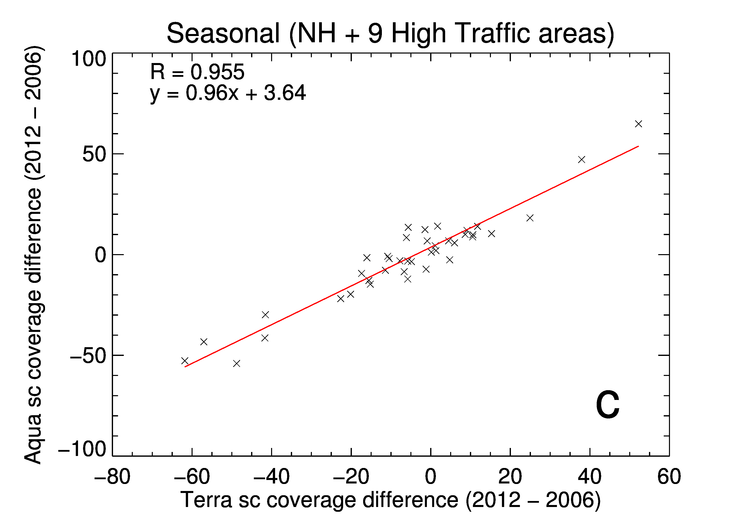 Seasonal (NH + 9 High Traffic areas)
R = 0.955
y = 0.96x + 3.64
Aqua sc coverage difference (2012 − 2006)
100
50
0
−50
−100
C
−80 −60 −40 −20 0 20 40 60
Terra sc coverage difference (2012 − 2006)